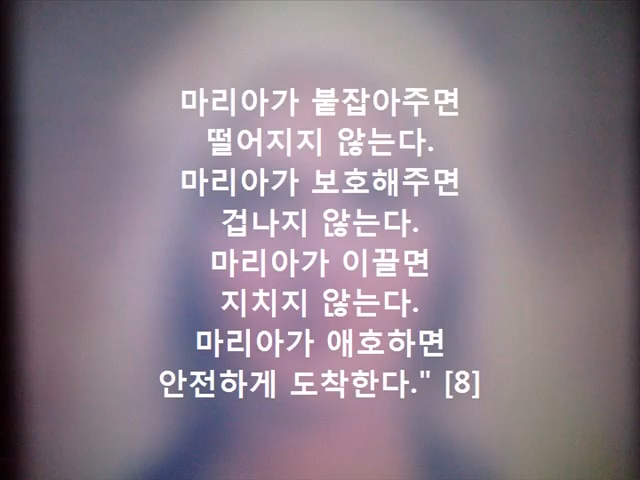 마리아가 붙잡아주면
떨어지지 않는다.
마리아가 보호해주면
겁나지 않는다.
마리아가 이끌면
지치지 않는다.
마리아가 애호하면
안전하게 도착한다." [8]